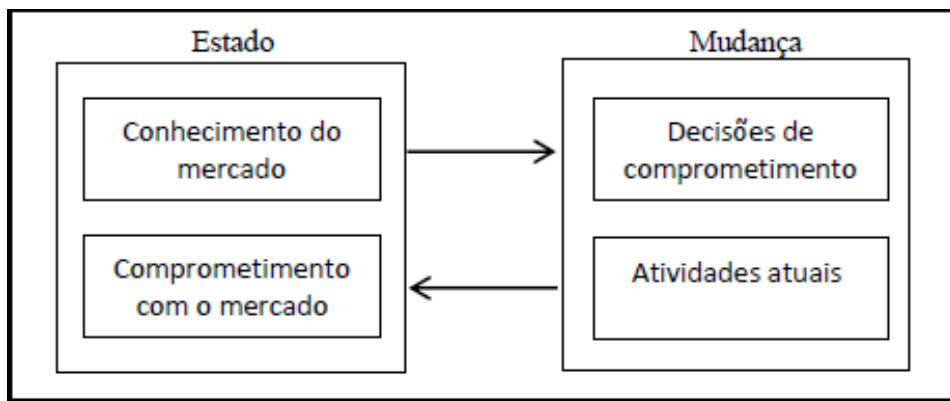 Estado
Conhecimento do
mercado
Comprometimento
com o mercado
Mudança
Decisões de
comprometimento
Atividades atuais